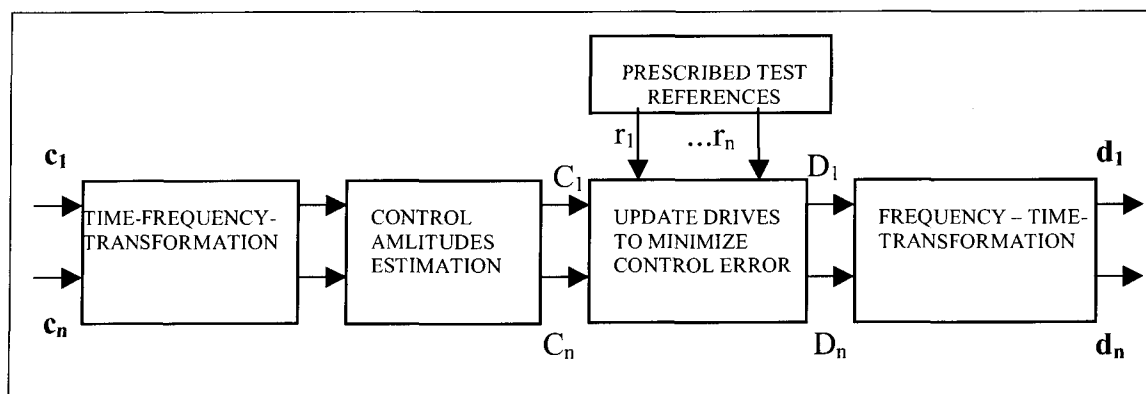 PRESCRIBED TEST
REFERENCES
r1
...rn
c1
cn
TIME-FREQUENCY-
TRANSFORMATION
CONTROL
AMLITUDES
ESTIMATION
C1
Cn
UPDATE DRIVES
TO MINIMIZE
CONTROL ERROR
D1
Dn
FREQUENCY – TIME-
TRANSFORMATION
d1
dn